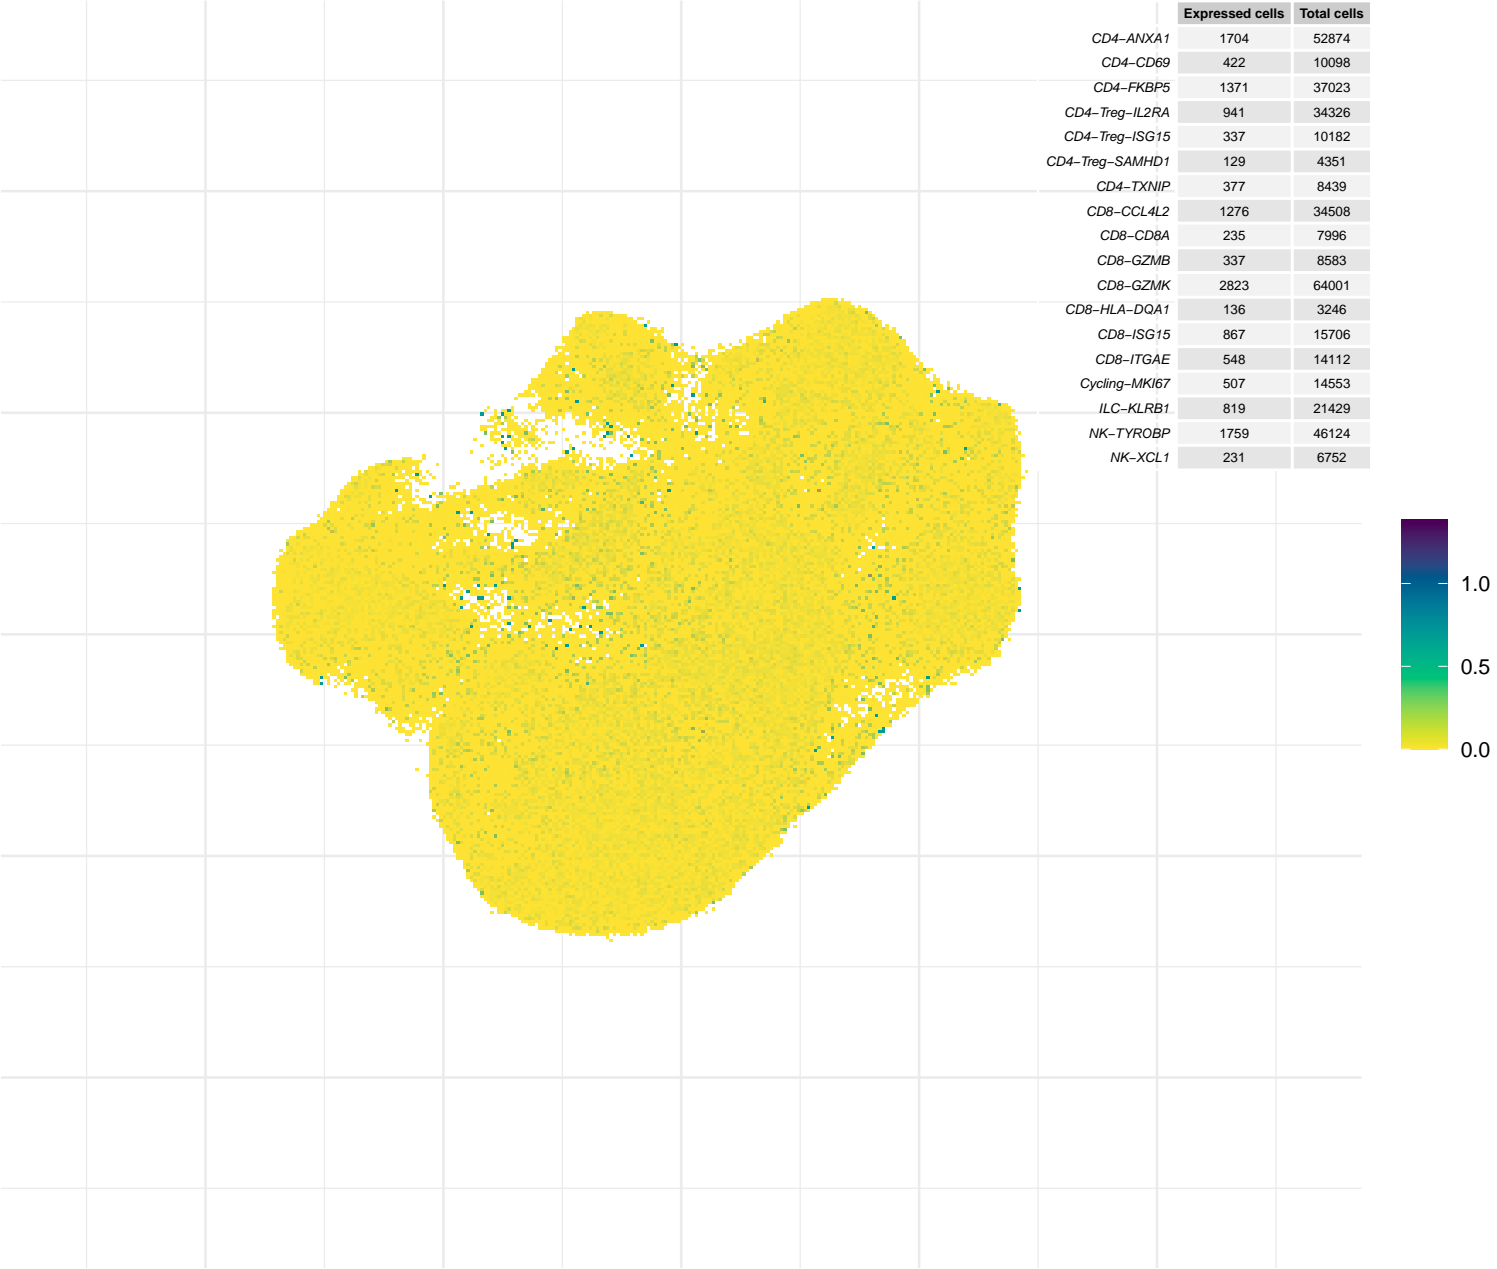 Expressed cells Total cells
CD4−ANXA1 1704 52874
CD4−CD69 422 10098
CD4−FKBP5 1371 37023
CD4−Treg−IL2RA 941 34326
CD4−Treg−ISG15 337 10182
CD4−Treg−SAMHD1 129 4351
CD4−TXNIP 377 8439
CD8−CCL4L2 1276 34508
CD8−CD8A 235 7996
CD8−GZMB 337 8583
CD8−GZMK 2823 64001
CD8−HLA−DQA1 136 3246
CD8−ISG15 867 15706
CD8−ITGAE 548 14112
Cycling−MKI67 507 14553
ILC−KLRB1 819 21429
NK−TYROBP 1759 46124
NK−XCL1 231 6752
1.0
0.5
0.0